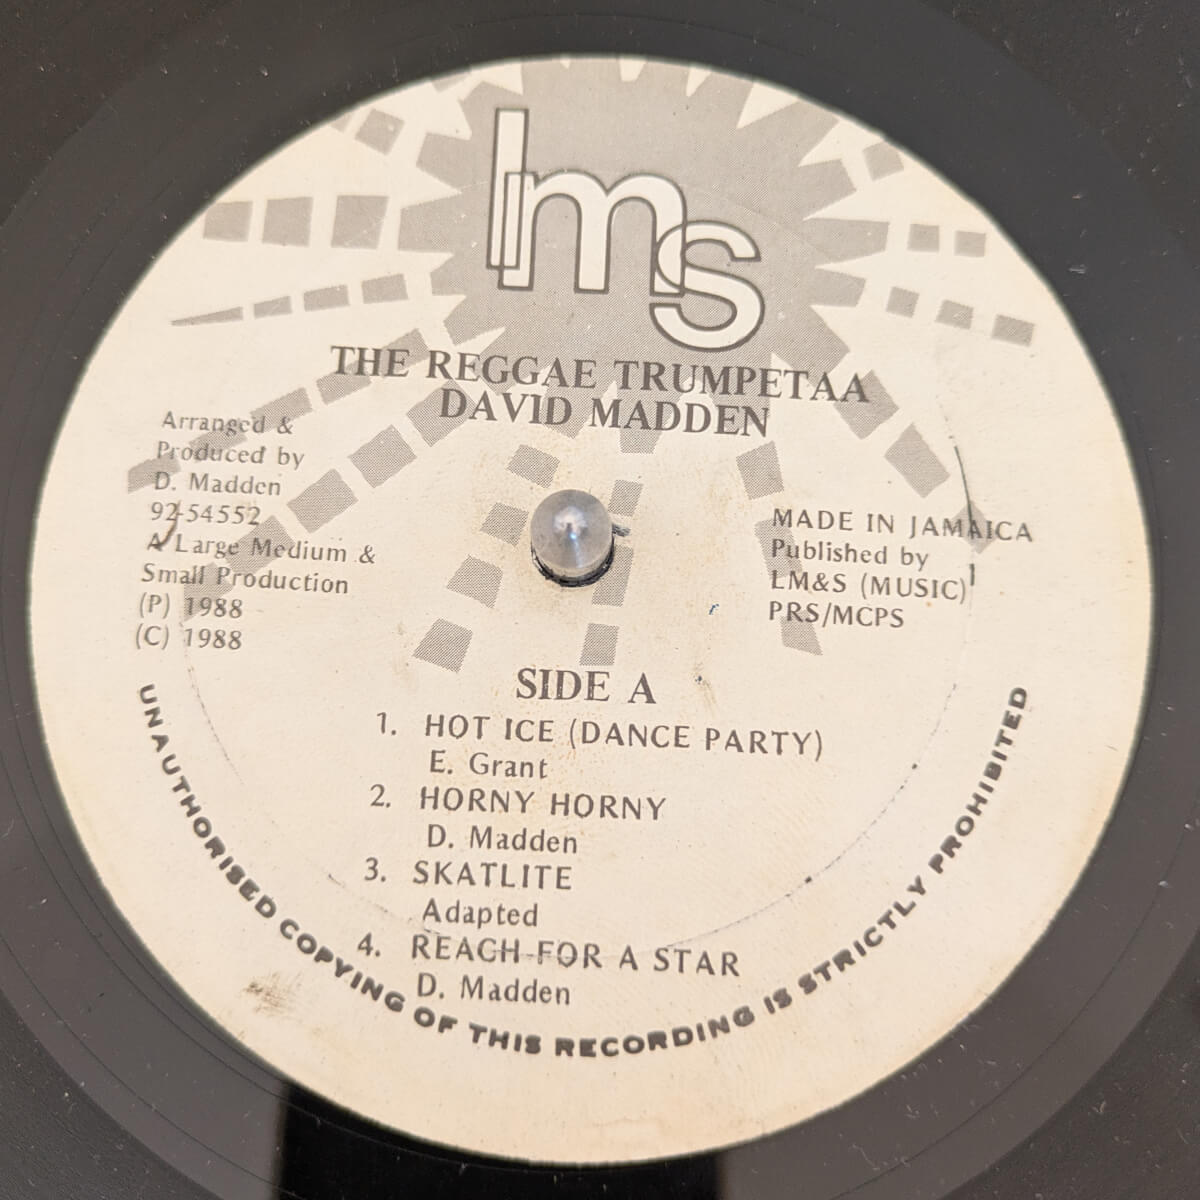 lms
THE REGGAE TRUMPETAA
DAVID MADDEN
Arranged &
Produced by
D. Madden
92-54552
A Large Medium &
Small Production
(P) 1988
(C) 1988
MADE IN JAMAICA
Published by
LM&S (MUSIC)
PRS/MCPS
SIDE A
1. HOT ICE (DANCE PARTY)
E. Grant
2. HORNY HORNY
D. Madden
3. SKATLITE
Adapted
4. REACH FOR A STAR
D. Madden
UNAUTHORISED COPYING OF THIS RECORDING IS STRICTLY PROHIBITED